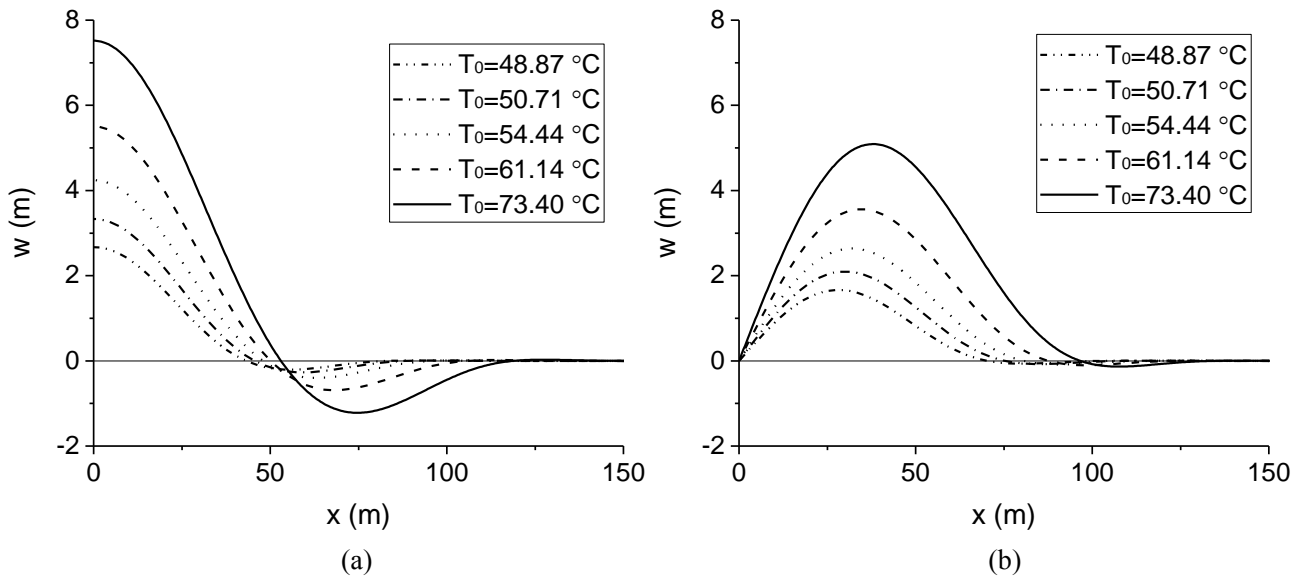 8
6
4
2
0
-2
w (m)
0
50
100
150
x (m)
T0=48.87 °C
T0=50.71 °C
T0=54.44 °C
T0=61.14 °C
T0=73.40 °C
(a)
8
6
4
2
0
-2
w (m)
0
50
100
150
x (m)
T0=48.87 °C
T0=50.71 °C
T0=54.44 °C
T0=61.14 °C
T0=73.40 °C
(b)